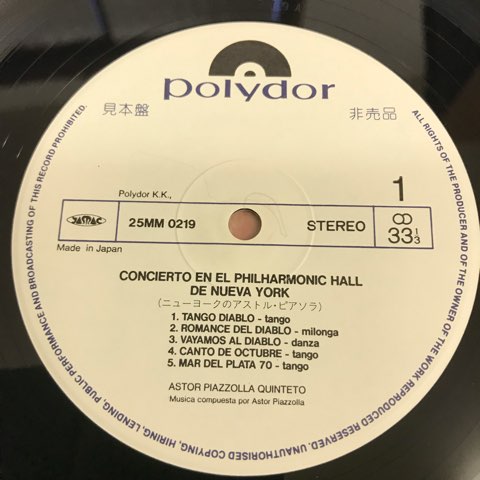 polydor
見本盤
非売品
Polydor K.K.,
1
JASRAC
25MM 0219
STEREO
33 1/3
Made in Japan
CONCIERTO EN EL PHILHARMONIC HALL
DE NUEVA YORK
(ニューヨークのアストル・ピアソラ)
1. TANGO DIABLO - tango
2. ROMANCE DEL DIABLO - milonga
3. VAYAMOS AL DIABLO - danza
4. CANTO DE OCTUBRE - tango
5. MAR DEL PLATA 70 - tango
ASTOR PIAZZOLLA QUINTETO
Musica compuesta por Astor Piazzolla
ALL RIGHTS OF THE PRODUCER AND OF THE OWNER OF THE WORK REPRODUCED RESERVED. UNAUTHORISED COPYING, HIRING, LENDING, PUBLIC PERFORMANCE AND BROADCASTING OF THIS RECORD PROHIBITED.